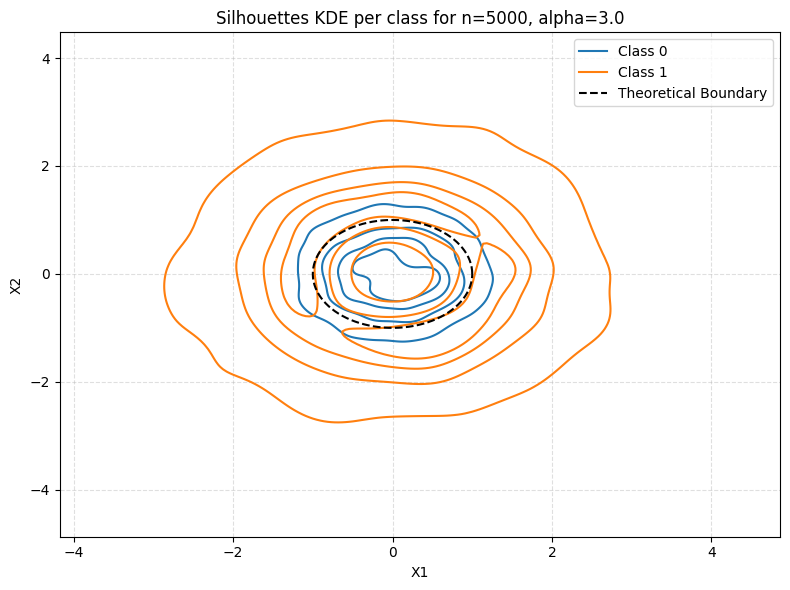 Silhouettes KDE per class for n=5000, alpha=3.0
Class 0
Class 1
Theoretical Boundary
4
2
0
−2
−4
X2
−4
−2
0
2
4
X1